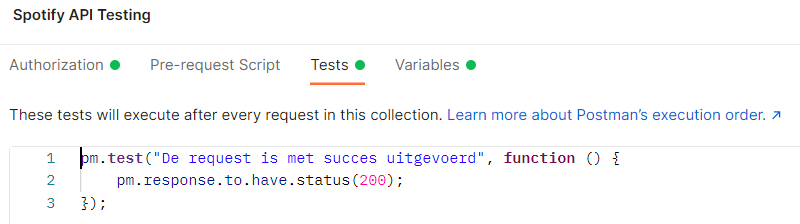 Spotify API Testing
Authorization Pre-request Script Tests Variables
These tests will execute after every request in this collection. Learn more about Postman's execution order. ↗
1 pm.test("De request is met succes uitgevoerd", function () {
2 pm.response.to.have.status(200);
3 });